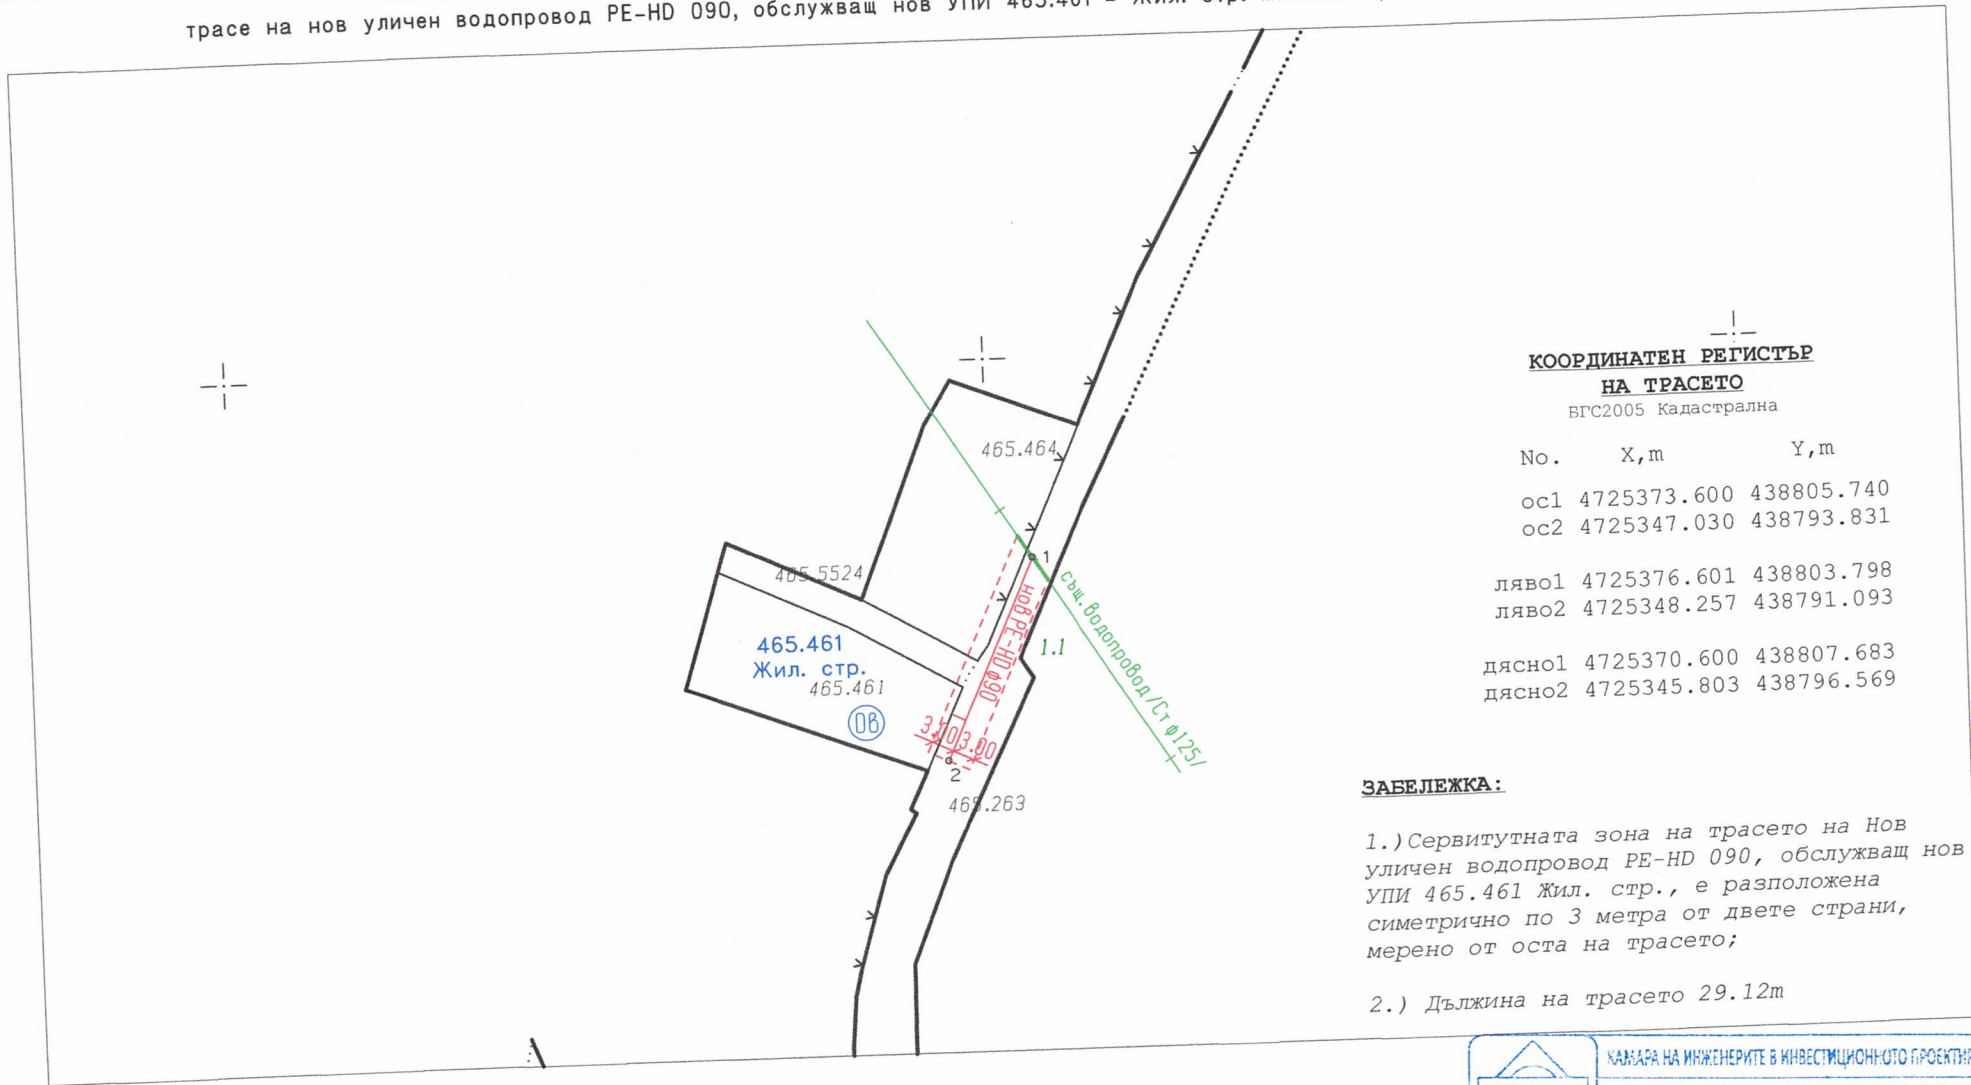 трасе на нов уличен водопровод PE-HD 090, обслужващ нов УПИ 465.461 - Жил. стр.
КООРДИНАТЕН РЕГИСТЪР
НА ТРАСЕТО
БГС2005 Кадастрална
No. X,m Y,m
ос1 4725373.600 438805.740
ос2 4725347.030 438793.831
ляво1 4725376.601 438803.798
ляво2 4725348.257 438791.093
дясно1 4725370.600 438807.683
дясно2 4725345.803 438796.569
465.464
1
465.5524
нов PE-HD ф90
същ. водопровод /Ст ф125/
1.1
465.461
Жил. стр.
465.461
ОВ
3.00
3.00
2
465.263
ЗАБЕЛЕЖКА:
1.) Сервитутната зона на трасето на Нов
уличен водопровод PE-HD 090, обслужващ нов
УПИ 465.461 Жил. стр., е разположена
симетрично по 3 метра от двете страни,
мерено от оста на трасето;
2.) Дължина на трасето 29.12m
КАМАРА НА ИНЖЕНЕРИТЕ В ИНВЕСТИЦИОННОТО